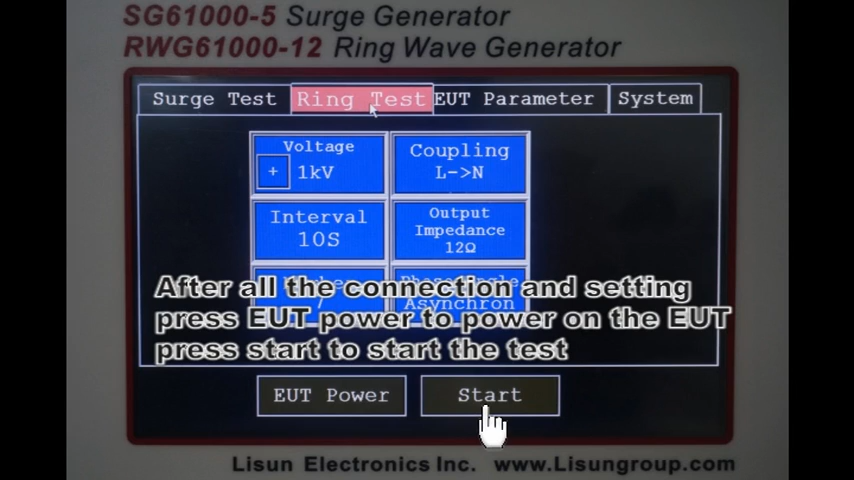 SG61000-5 Surge Generator
RWG61000-12 Ring Wave Generator
Surge Test Ring Test EUT Parameter System
Voltage
+ 1kV
Coupling
L->N
Interval
10S
Output
Impedance
12Ω
Asynchron
After all the connection and setting
press EUT power to power on the EUT
press start to start the test
EUT Power Start
Lisun Electronics Inc. www.Lisungroup.com